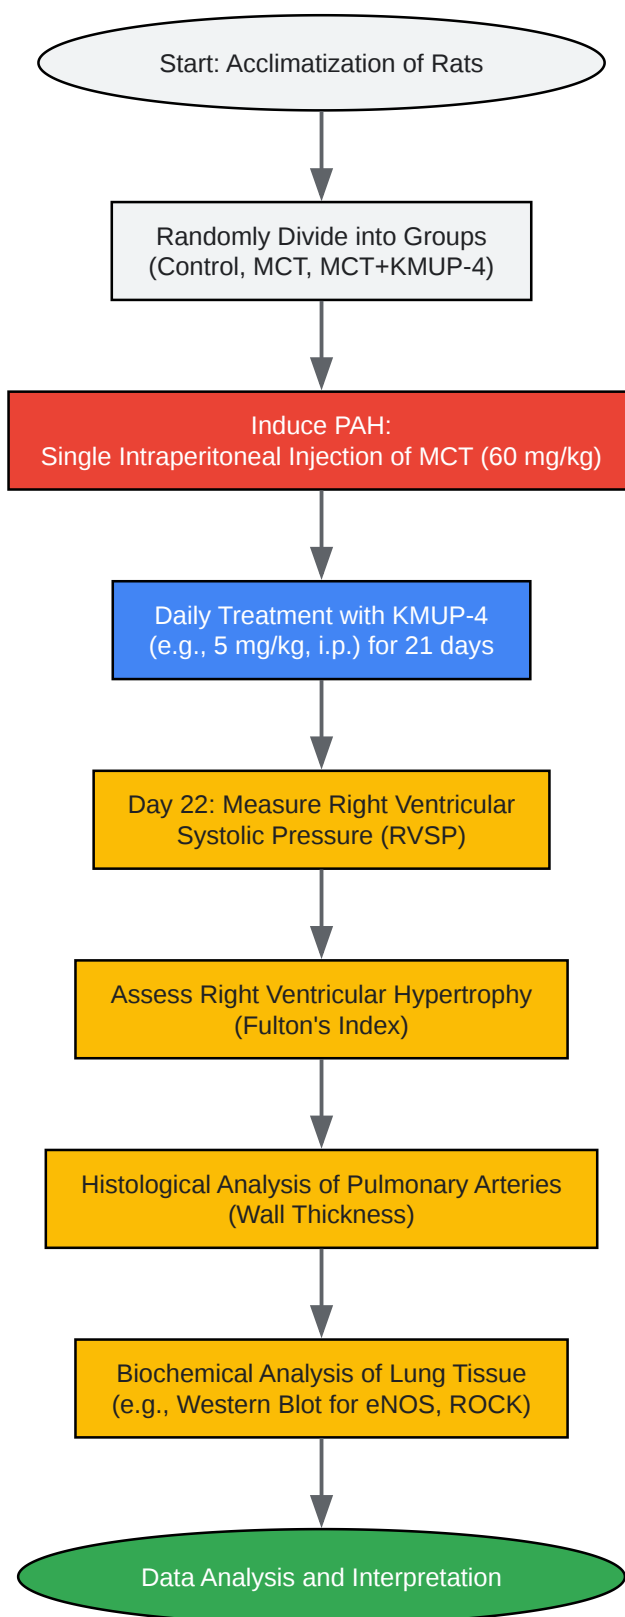 Start: Acclimatization of Rats
Randomly Divide into Groups
(Control, MCT, MCT+KMUP-4)
Induce PAH:
Single Intraperitoneal Injection of MCT (60 mg/kg)
Daily Treatment with KMUP-4
(e.g., 5 mg/kg, i.p.) for 21 days
Day 22: Measure Right Ventricular
Systolic Pressure (RVSP)
Assess Right Ventricular Hypertrophy
(Fulton's Index)
Histological Analysis of Pulmonary Arteries
(Wall Thickness)
Biochemical Analysis of Lung Tissue
(e.g., Western Blot for eNOS, ROCK)
Data Analysis and Interpretation